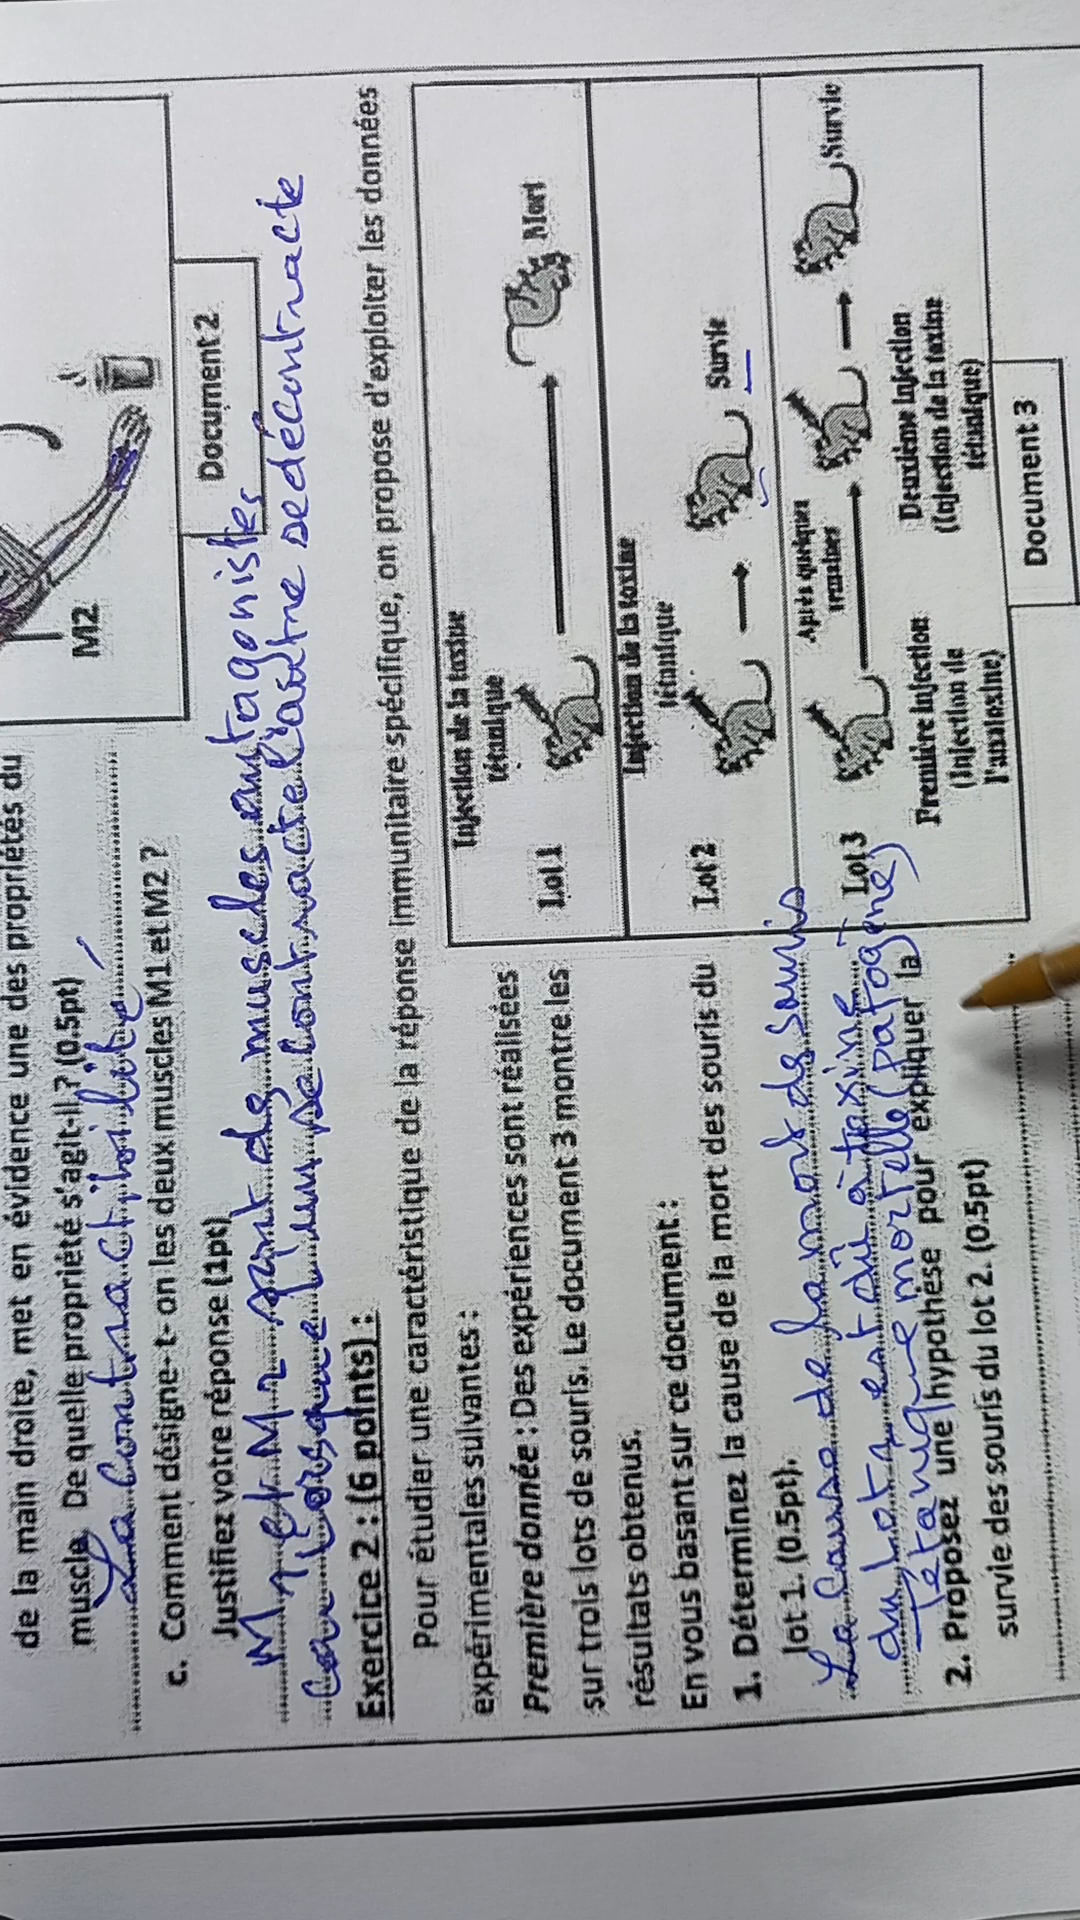 de la main droite, met en évidence une des propriétés du
muscle. De quelle propriété s'agit-il ? (0.5pt)
La contractibilité
c. Comment désigne-t-on les deux muscles M1 et M2 ?
Justifiez votre réponse (1pt)
M1 et M2 sont des muscles antagonistes
car lorsque l'un se contracte l'autre se décontracte
M2
Document 2
Exercice 2 : (6 points) :
Pour étudier une caractéristique de la réponse immunitaire spécifique, on propose d'exploiter les données
expérimentales suivantes :
Première donnée : Des expériences sont réalisées
sur trois lots de souris. Le document 3 montre les
résultats obtenus.
En vous basant sur ce document :
1. Déterminez la cause de la mort des souris du
lot 1. (0.5pt).
La cause de la mort de souris
du lot 1 est dû à toxine
Tétanique mortelle (patogène)
2. Proposez une hypothèse pour expliquer la
survie des souris du lot 2. (0.5pt)
Injection de la toxine
tétanique
Lot 1
Mort
Injection de la toxine
tétanique
Lot 2
Survie
Après quelques
semaines
Lot 3
Survie
Première injection
(Injection de
l'anatoxine)
Deuxième injection
(Injection de la toxine
tétanique)
Document 3